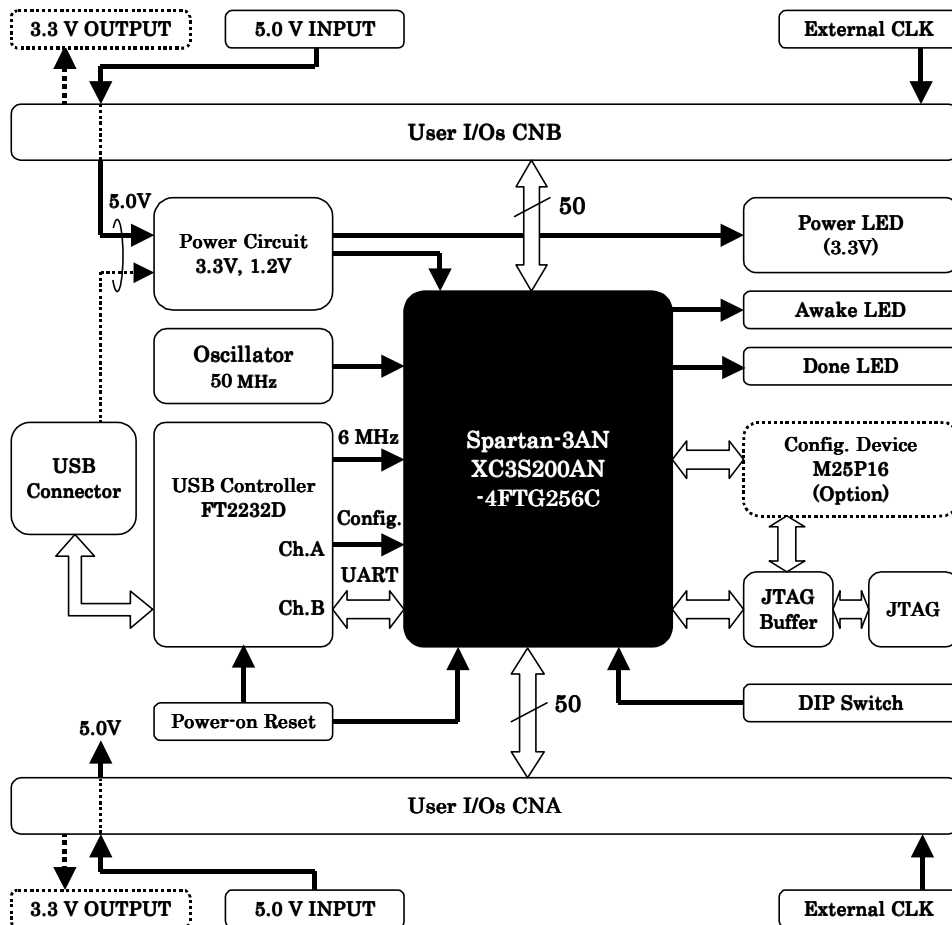 3.3 V OUTPUT
5.0 V INPUT
External CLK
User I/Os CNB
5.0V
50
Power Circuit
3.3V, 1.2V
Power LED
(3.3V)
Awake LED
Oscillator
50 MHz
Done LED
6 MHz
USB
Connector
USB Controller
FT2232D
Spartan-3AN
XC3S200AN
-4FTG256C
Config. Device
M25P16
(Option)
Config.
Ch.A
UART
Ch.B
JTAG
Buffer
JTAG
Power-on Reset
50
DIP Switch
5.0V
User I/Os CNA
3.3 V OUTPUT
5.0 V INPUT
External CLK